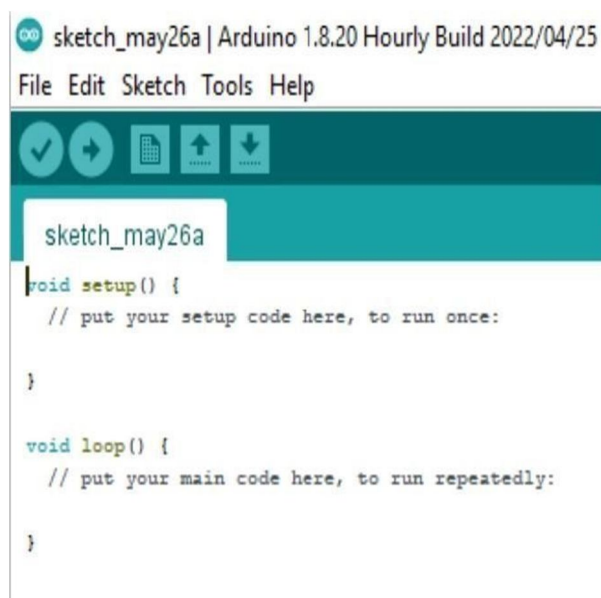 sketch_may26a | Arduino 1.8.20 Hourly Build 2022/04/25
File Edit Sketch Tools Help
sketch_may26a
void setup() {
// put your setup code here, to run once:
}
void loop() {
// put your main code here, to run repeatedly:
}